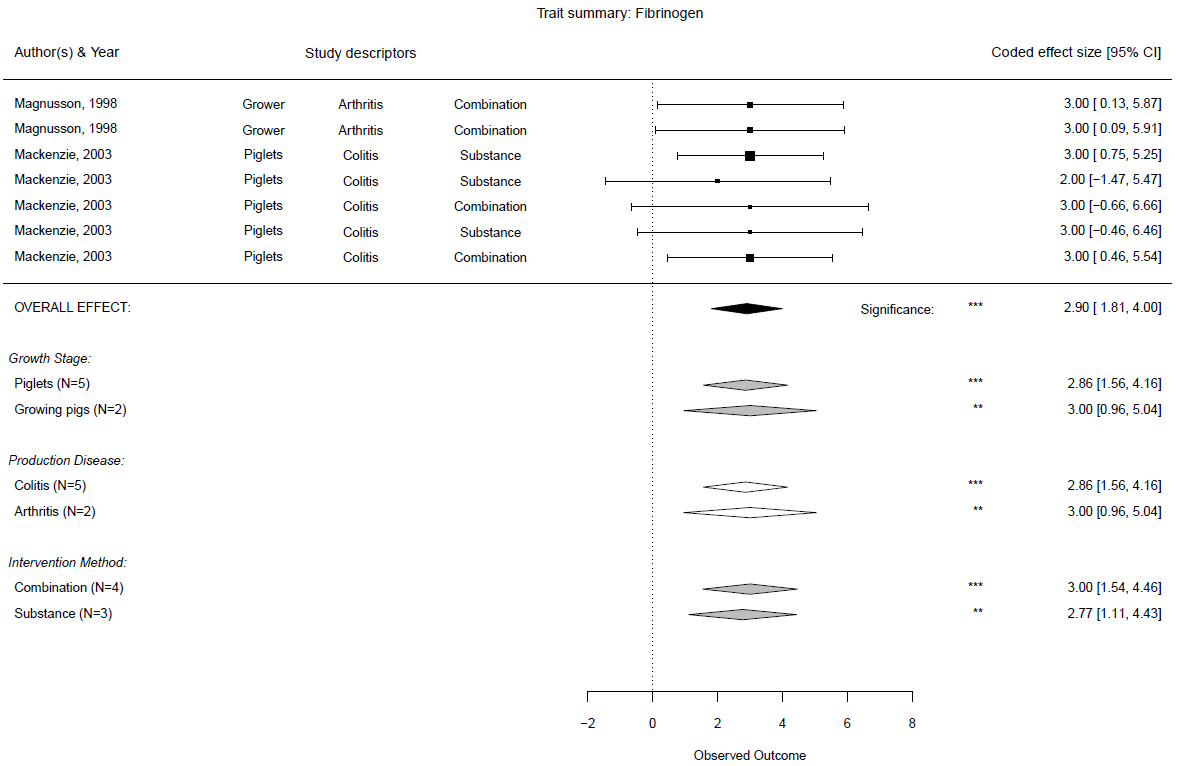 Trait summary: Fibrinogen
Author(s) & Year Study descriptors Coded effect size [95% CI]
Magnusson, 1998 Grower Arthritis Combination 3.00 [ 0.13, 5.87]
Magnusson, 1998 Grower Arthritis Combination 3.00 [ 0.09, 5.91]
Mackenzie, 2003 Piglets Colitis Substance 3.00 [ 0.75, 5.25]
Mackenzie, 2003 Piglets Colitis Substance 2.00 [−1.47, 5.47]
Mackenzie, 2003 Piglets Colitis Combination 3.00 [−0.66, 6.66]
Mackenzie, 2003 Piglets Colitis Substance 3.00 [−0.46, 6.46]
Mackenzie, 2003 Piglets Colitis Combination 3.00 [ 0.46, 5.54]
OVERALL EFFECT: Significance: *** 2.90 [ 1.81, 4.00]
Growth Stage:
Piglets (N=5) *** 2.86 [1.56, 4.16]
Growing pigs (N=2) ** 3.00 [0.96, 5.04]
Production Disease:
Colitis (N=5) *** 2.86 [1.56, 4.16]
Arthritis (N=2) ** 3.00 [0.96, 5.04]
Intervention Method:
Combination (N=4) *** 3.00 [1.54, 4.46]
Substance (N=3) ** 2.77 [1.11, 4.43]
−2 0 2 4 6 8
Observed Outcome